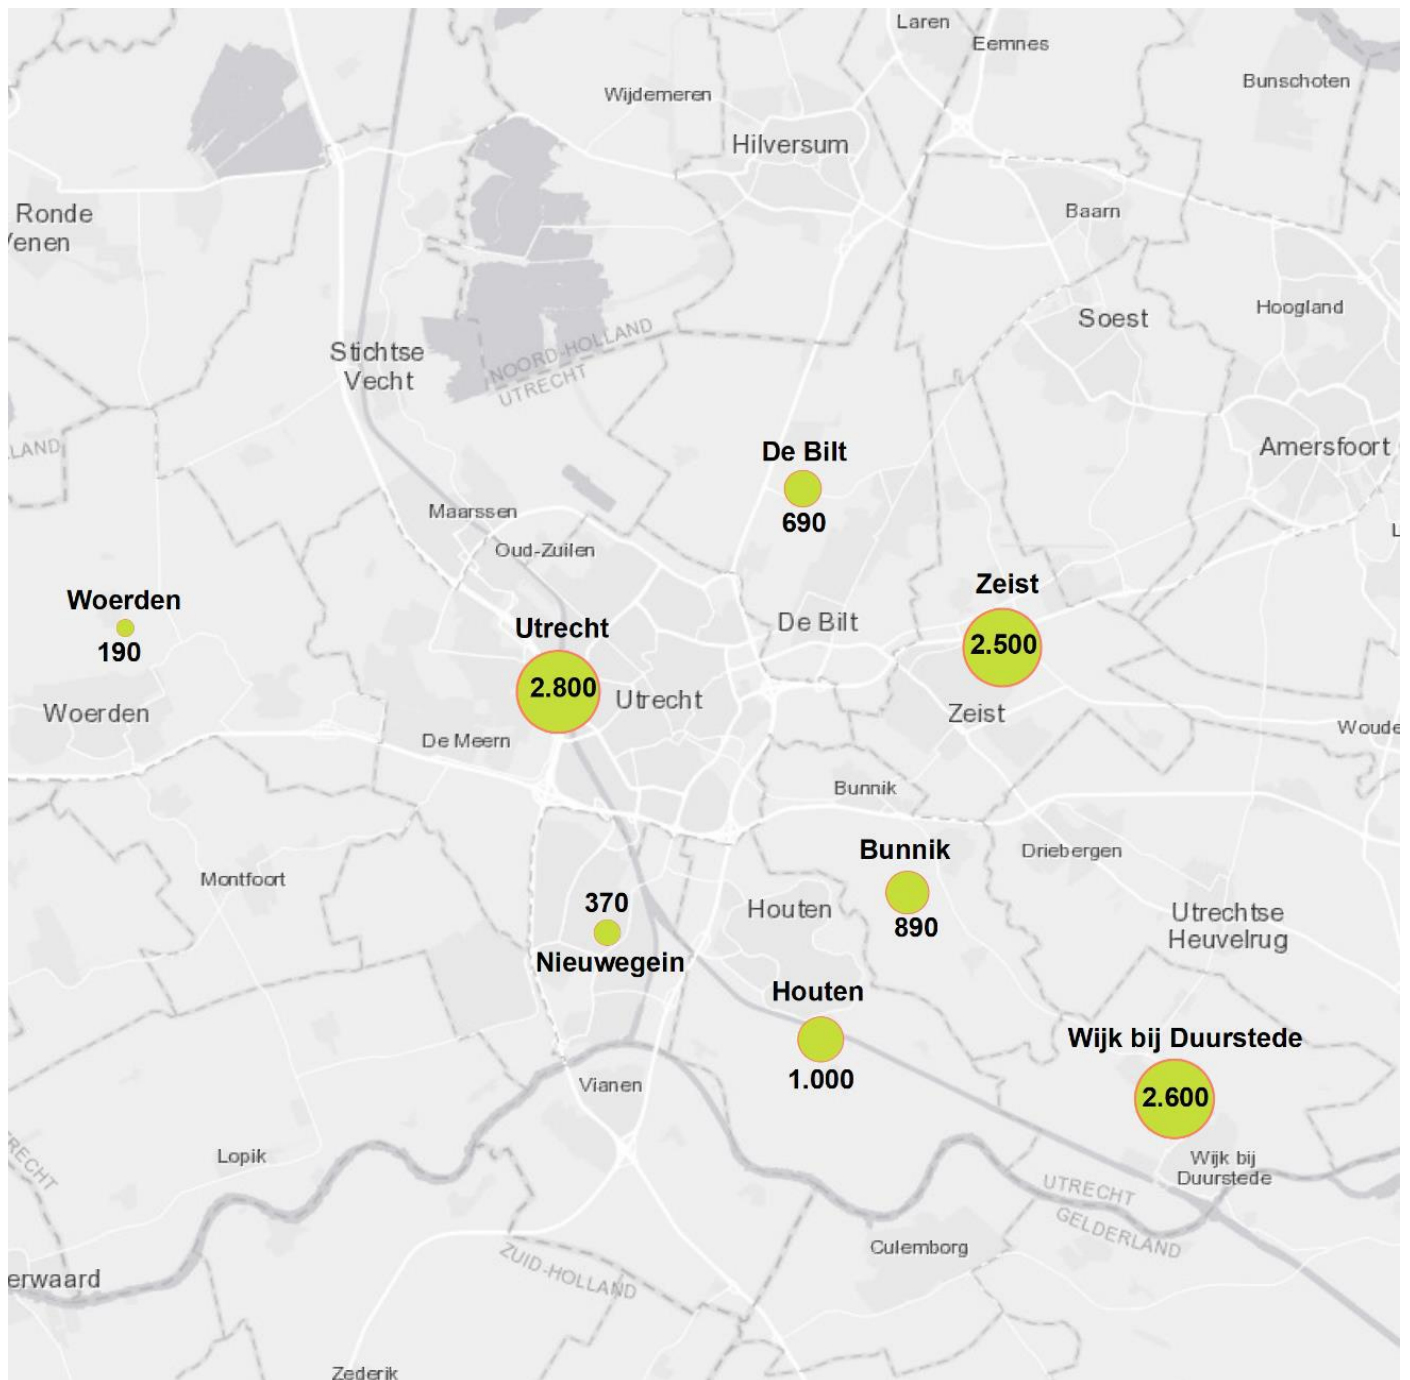 Laren
Eemnes
Bunschoten
Wijdemeren
Hilversum
Ronde
Venen
Baarn
Hoogland
Soest
Stichtse
Vecht
NOORD-HOLLAND
UTRECHT
LAND
Amersfoort
De Bilt
690
Maarssen
Oud-Zuilen
Woerden
190
Woerden
Utrecht
2.800
Utrecht
De Bilt
Zeist
2.500
Zeist
Woude
De Meern
Bunnik
Bunnik
890
Driebergen
Montfoort
370
Nieuwegein
Houten
Utrechtse
Heuvelrug
Houten
1.000
Wijk bij Duurstede
2.600
Vianen
Lopik
RECHT
Wijk bij
Duurstede
UTRECHT
GELDERLAND
Culemborg
ZUID-HOLLAND
erwaard
Zederik